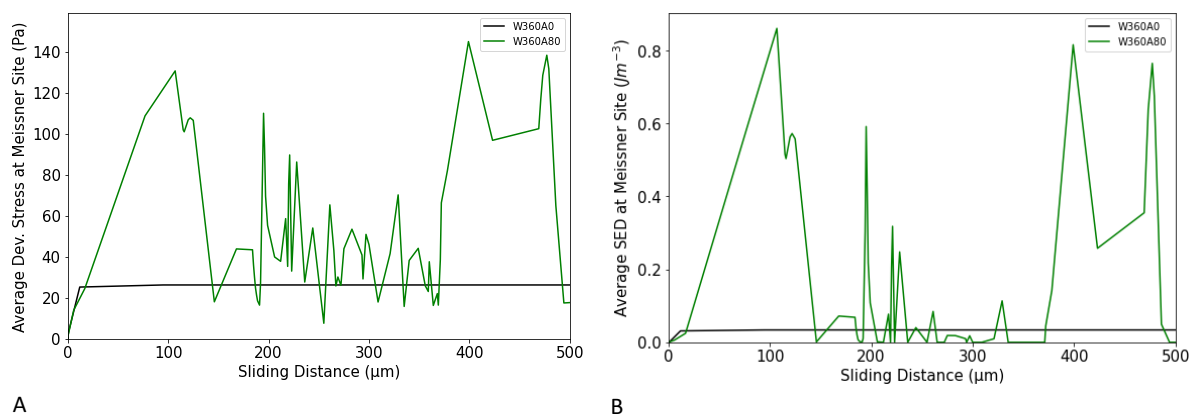 Average Dev. Stress at Meissner Site (Pa)
140
120
100
80
60
40
20
0
0 100 200 300 400 500
Sliding Distance (μm)
W360A0
W360A80
A
Average SED at Meissner Site (Jm⁻³)
0.8
0.6
0.4
0.2
0.0
0 100 200 300 400 500
Sliding Distance (μm)
W360A0
W360A80
B